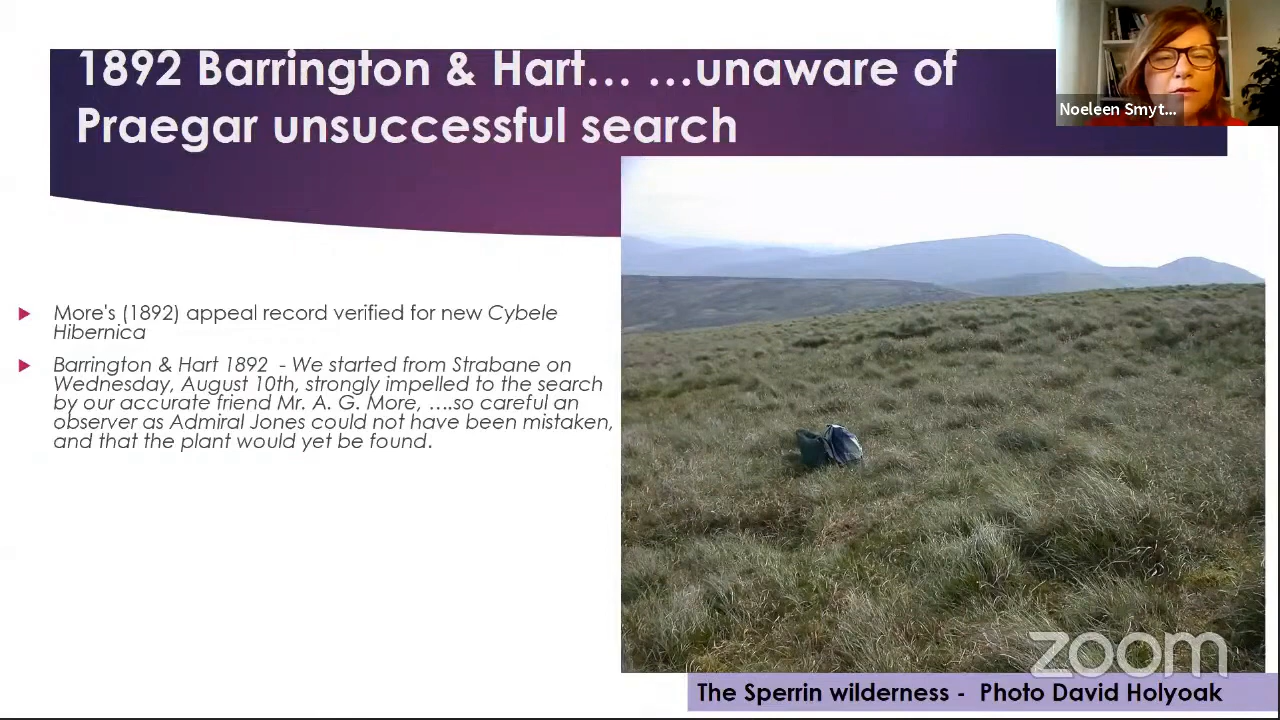 1892 Barrington & Hart… …unaware of
Praegar unsuccessful search
Noeleen Smyt...
More's (1892) appeal record verified for new Cybele
Hibernica
Barrington & Hart 1892 - We started from Strabane on
Wednesday, August 10th, strongly impelled to the search
by our accurate friend Mr. A. G. More, ….so careful an
observer as Admiral Jones could not have been mistaken,
and that the plant would yet be found.
zoom
The Sperrin wilderness - Photo David Holyoak